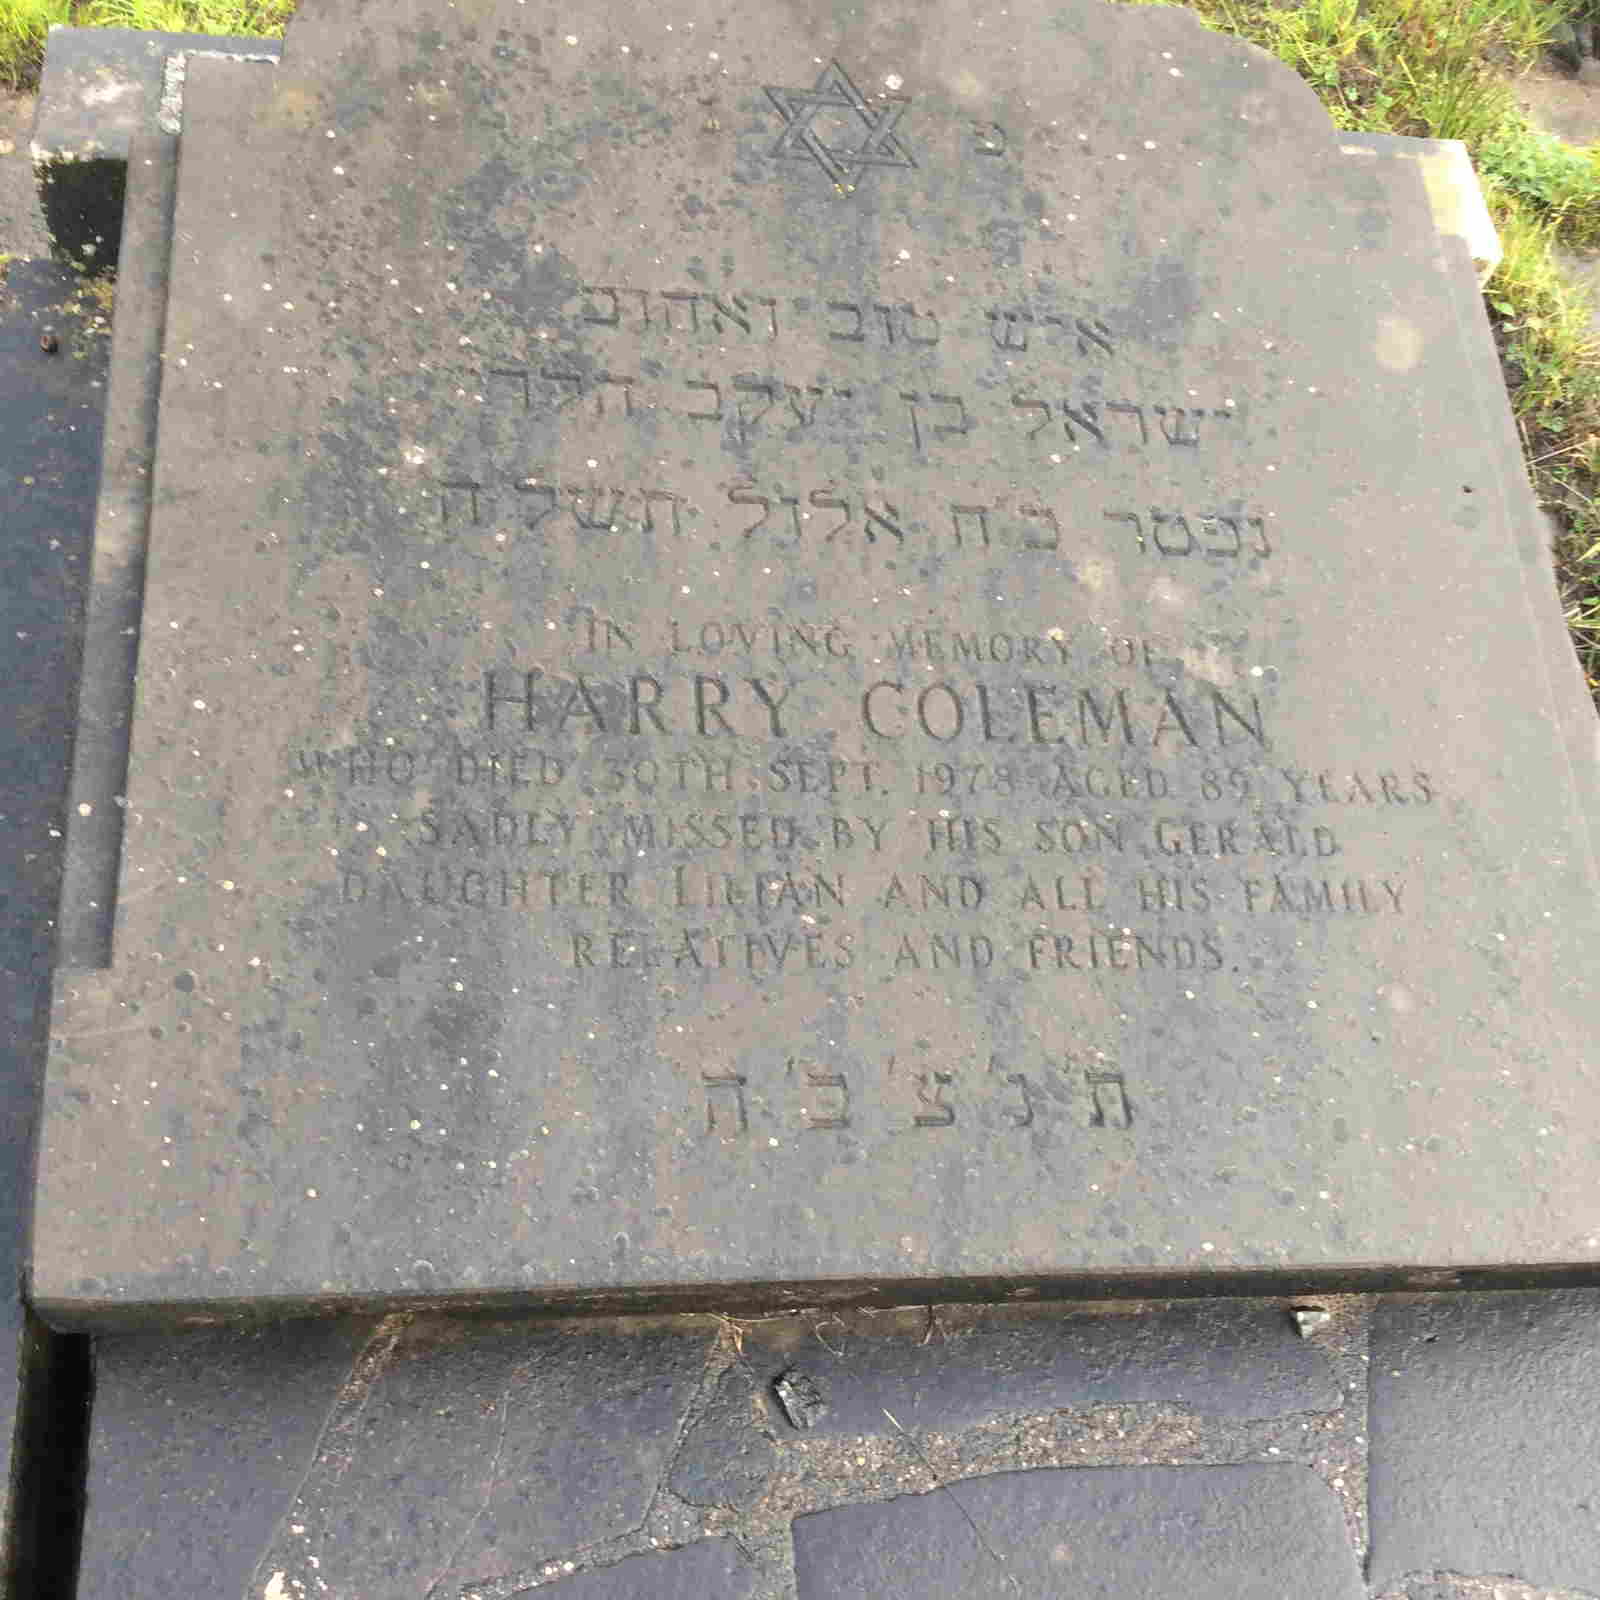 איש טוב ואהוב
ישראל בן יעקב
נפטר כ'ח אלול תשל'ח
IN LOVING MEMORY OF
HARRY COLEMAN
WHO DIED 30TH SEPT. 1978 AGED 89 YEARS
SADLY MISSED BY HIS SON GERALD
DAUGHTER LILIAN AND ALL HIS FAMILY
RELATIVES AND FRIENDS.
ת' נ' צ' ב' ה